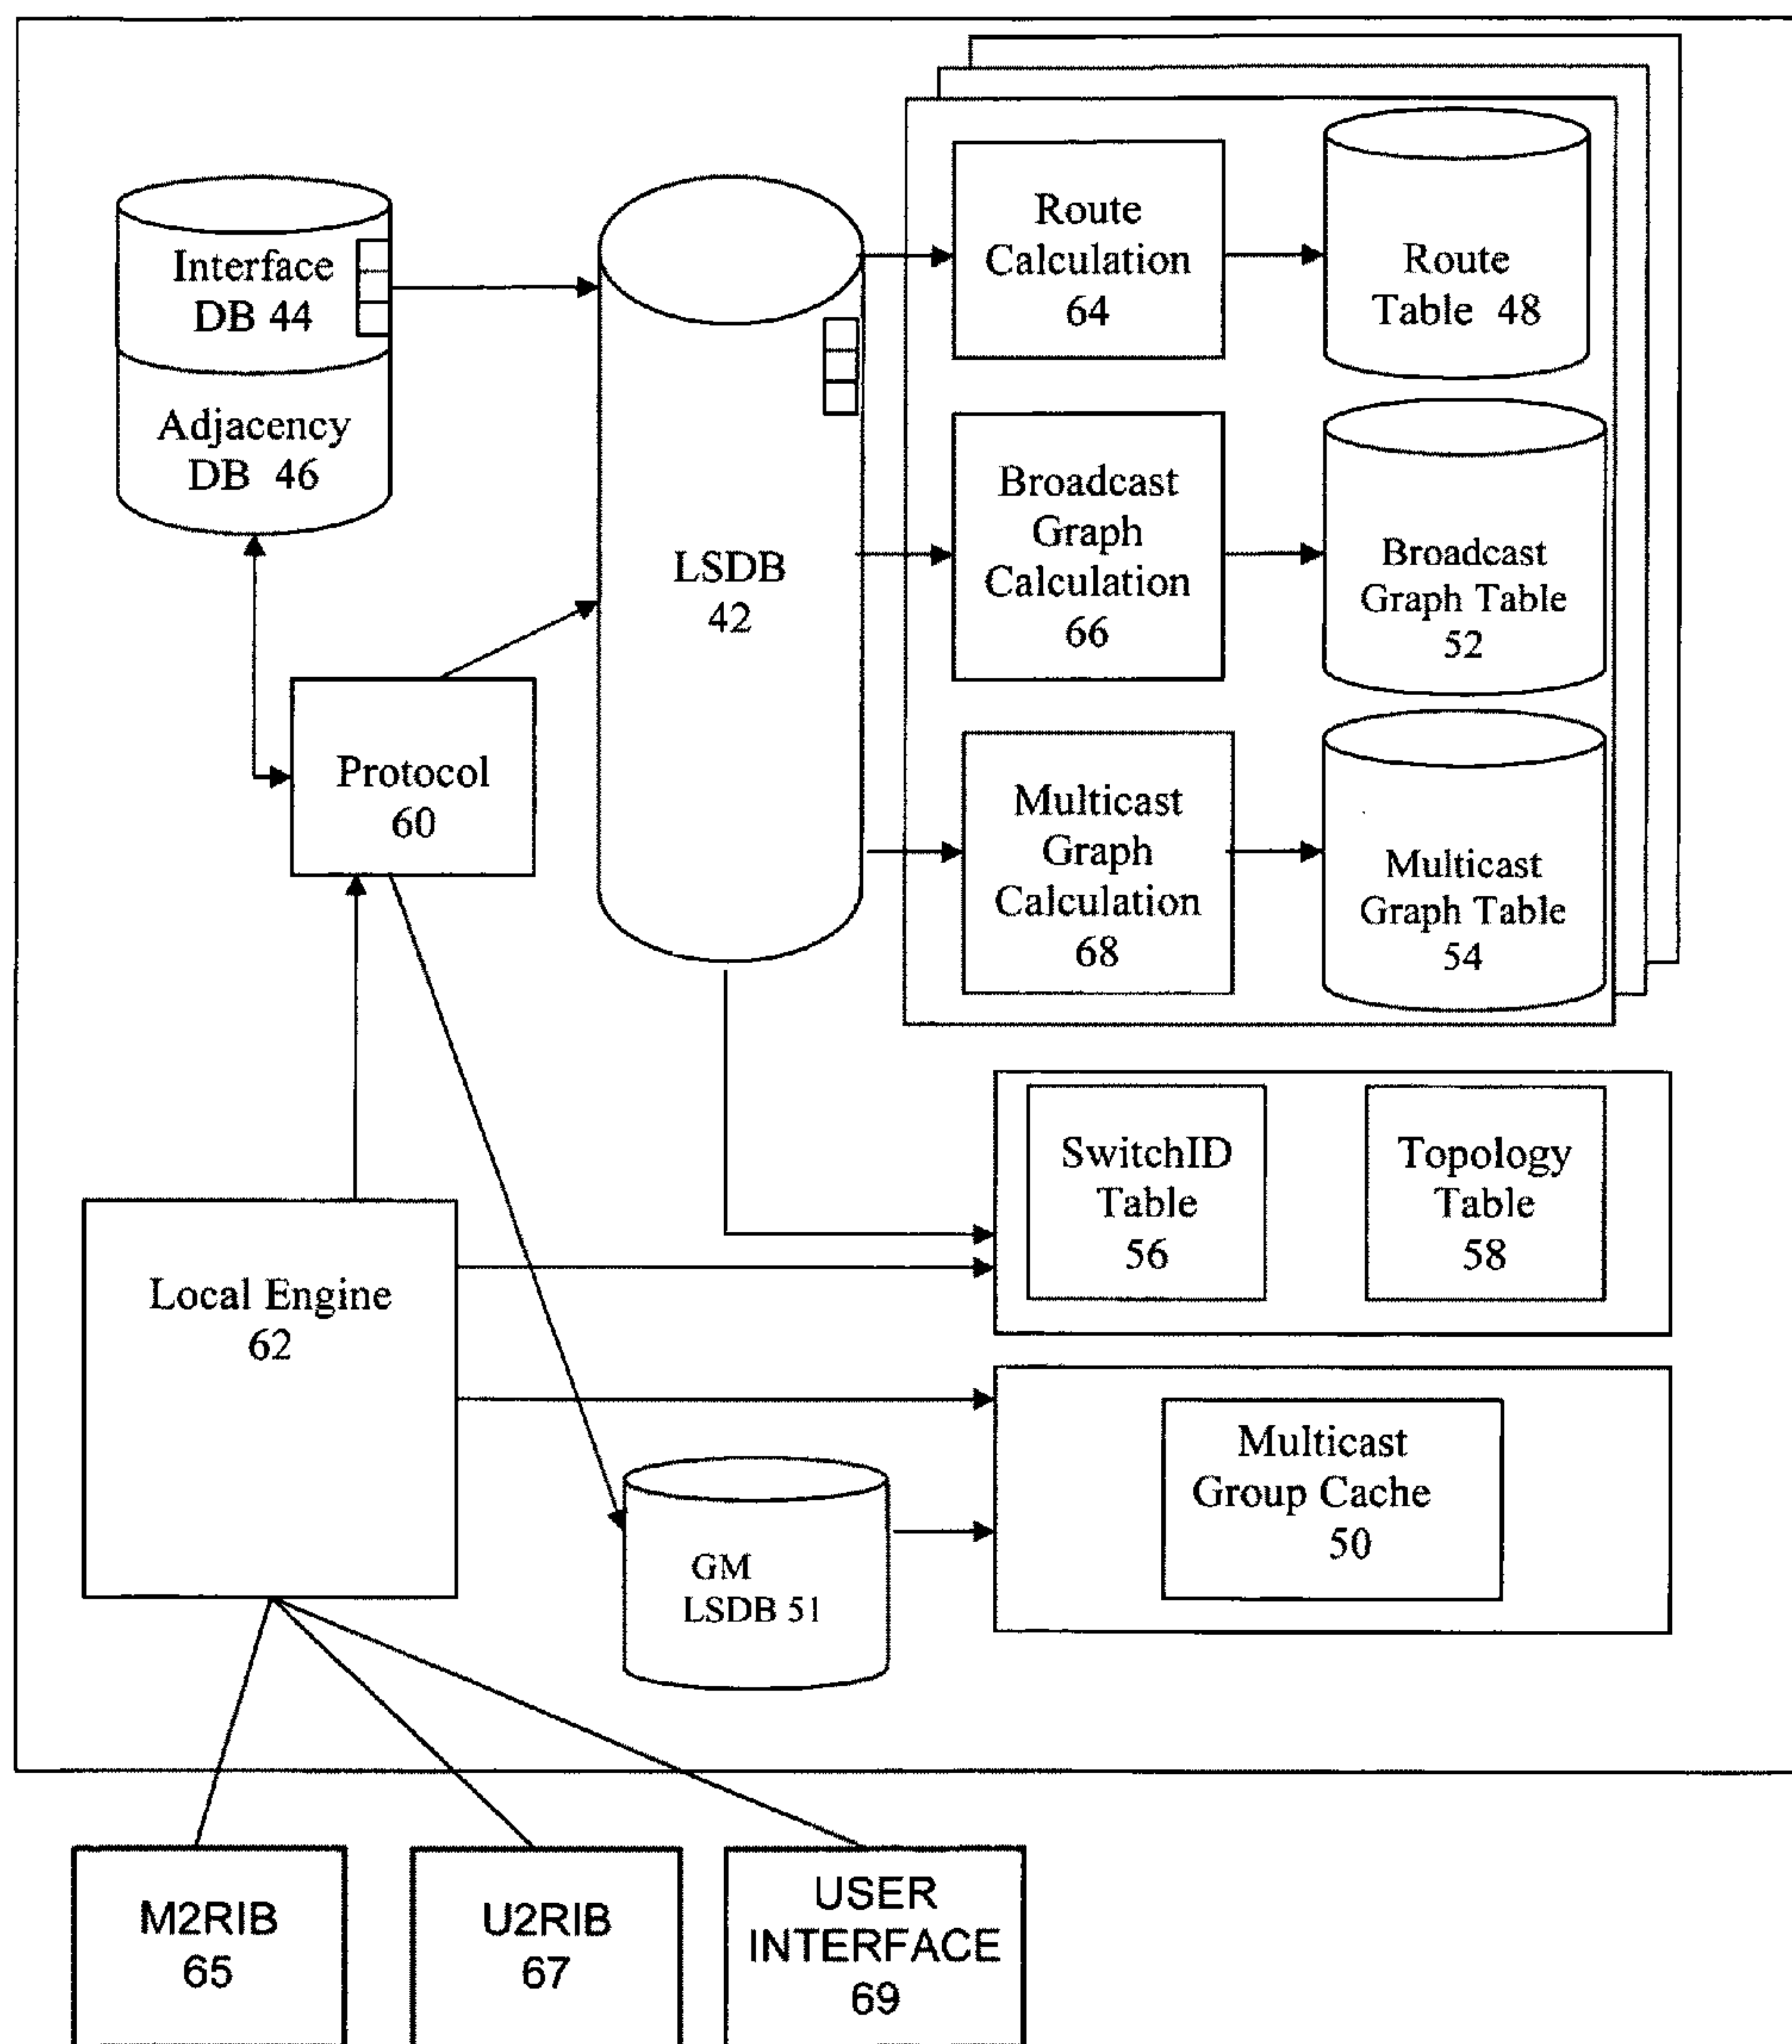 Interface
DB 44
Adjacency
DB 46
LSDB
42
Route
Calculation
64
Route
Table 48
Broadcast
Graph
Calculation
66
Broadcast
Graph Table
52
Multicast
Graph
Calculation
68
Multicast
Graph Table
54
Protocol
60
SwitchID
Table
56
Topology
Table
58
Local Engine
62
Multicast
Group Cache
50
GM
LSDB 51
M2RIB
65
U2RIB
67
USER
INTERFACE
69